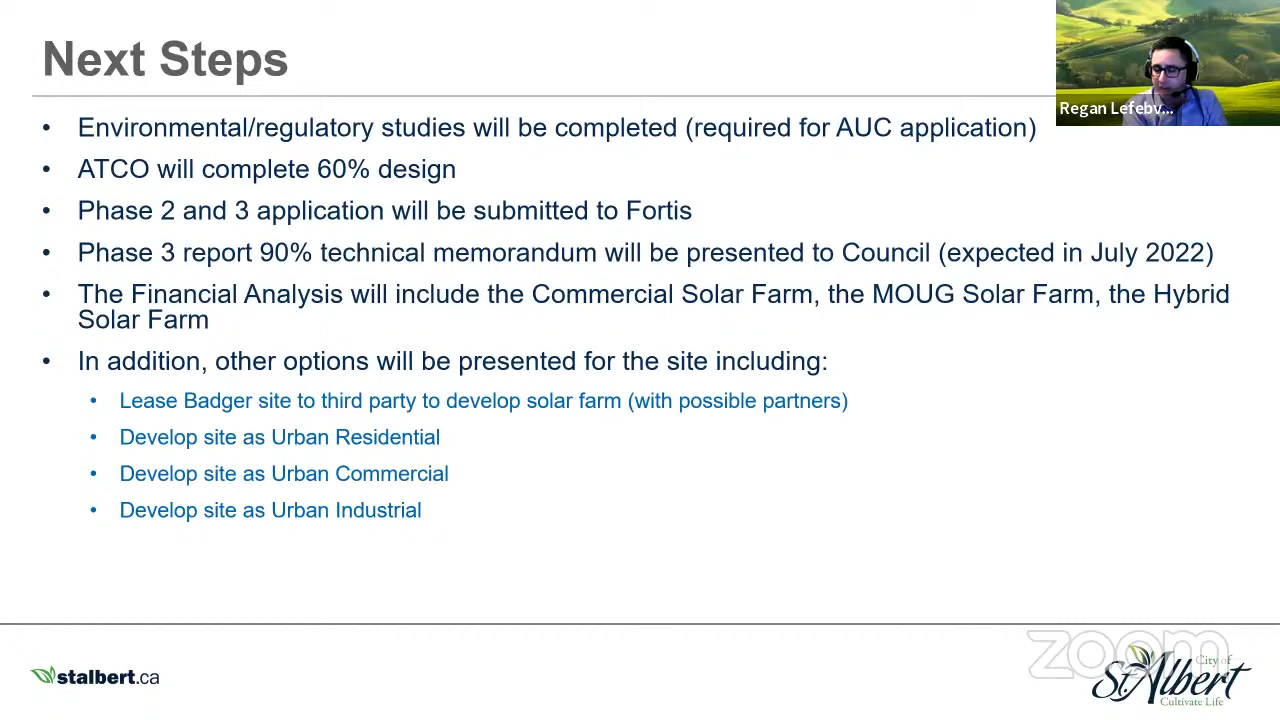 Next Steps
Regan Lefebv...
• Environmental/regulatory studies will be completed (required for AUC application)
• ATCO will complete 60% design
• Phase 2 and 3 application will be submitted to Fortis
• Phase 3 report 90% technical memorandum will be presented to Council (expected in July 2022)
• The Financial Analysis will include the Commercial Solar Farm, the MOUG Solar Farm, the Hybrid
Solar Farm
• In addition, other options will be presented for the site including:
• Lease Badger site to third party to develop solar farm (with possible partners)
• Develop site as Urban Residential
• Develop site as Urban Commercial
• Develop site as Urban Industrial
zoom
stalbert.ca
City of
St. Albert
Cultivate Life